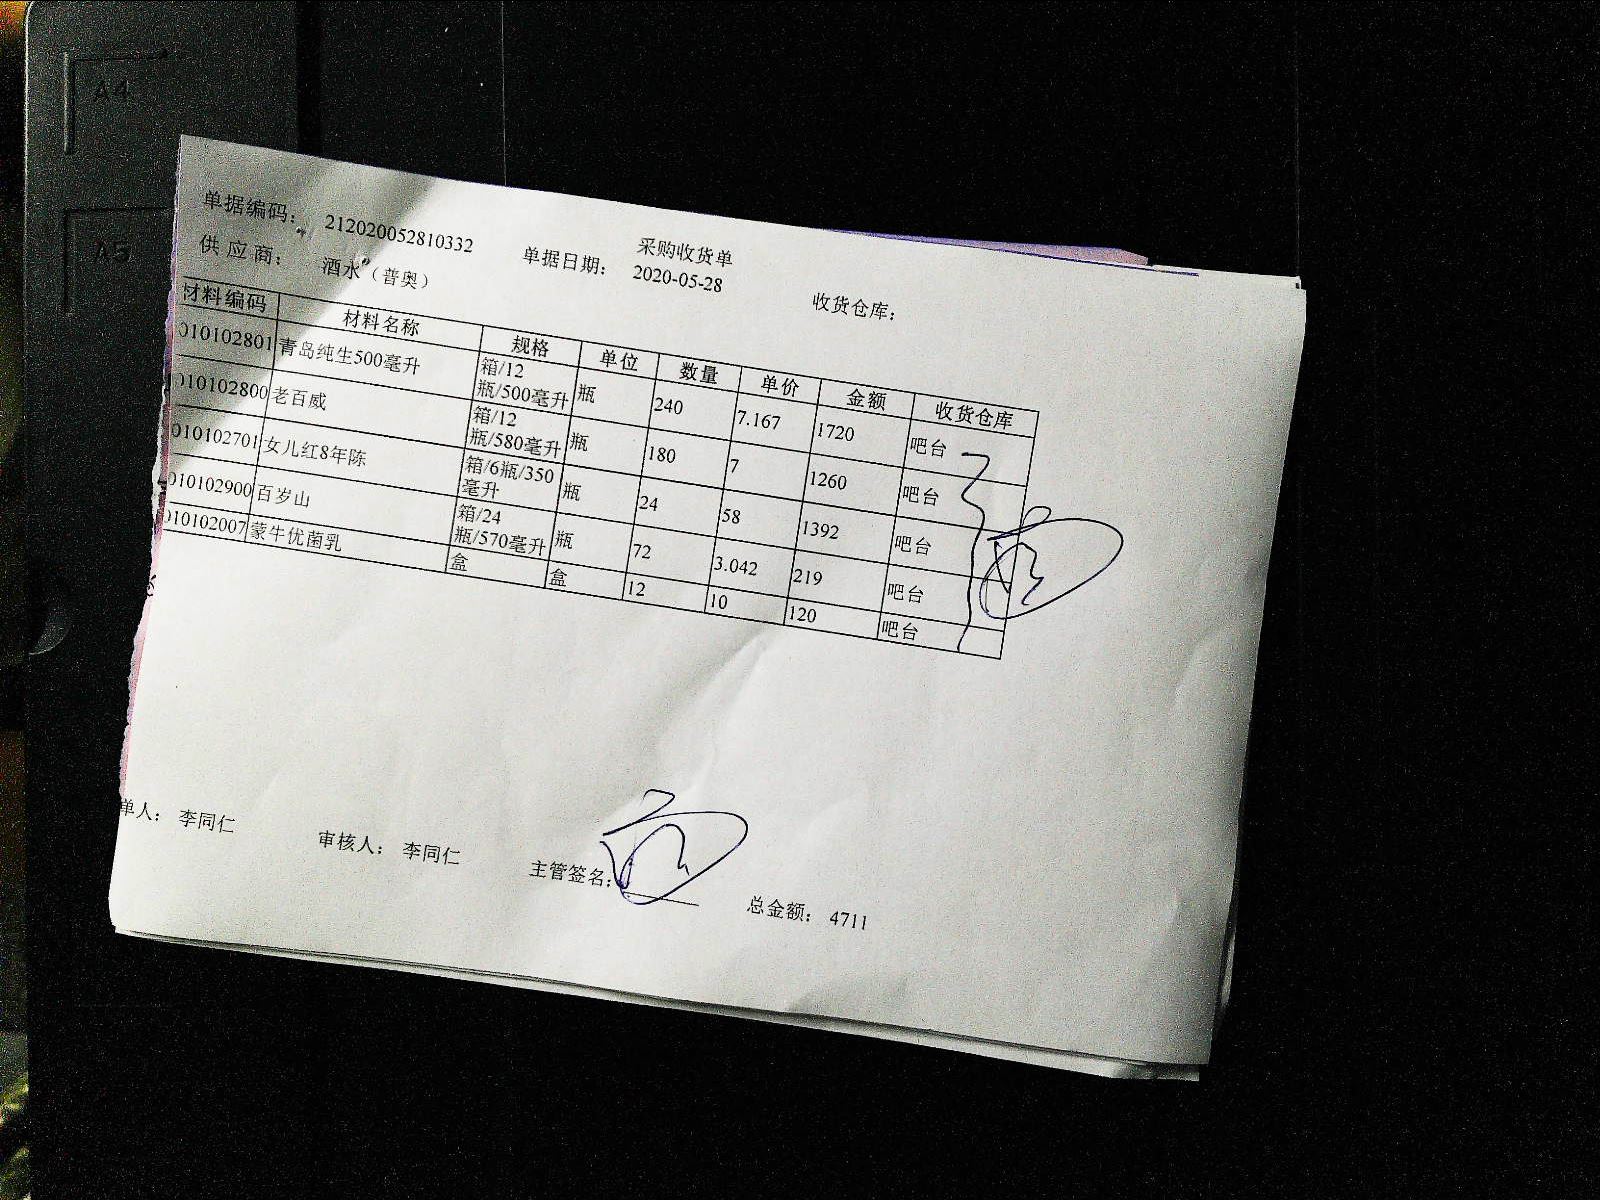 A4
A5
采购收货单
单据编码： 212020052810332 单据日期： 2020-05-28 收货仓库：
供 应 商： 酒水（普奥）
材料编码 材料名称 规格 单位 数量 单价 金额 收货仓库
010102801 青岛纯生500毫升 箱/12瓶/500毫升 瓶 240 7.167 1720 吧台
010102800 老百威 箱/12瓶/580毫升 瓶 180 7 1260 吧台
010102701 女儿红8年陈 箱/6瓶/350毫升 瓶 24 58 1392 吧台
010102900 百岁山 箱/24瓶/570毫升 瓶 72 3.042 219 吧台
010102007 蒙牛优菌乳 盒 盒 12 10 120 吧台
单人： 李同仁 审核人： 李同仁 主管签名： 总金额： 4711